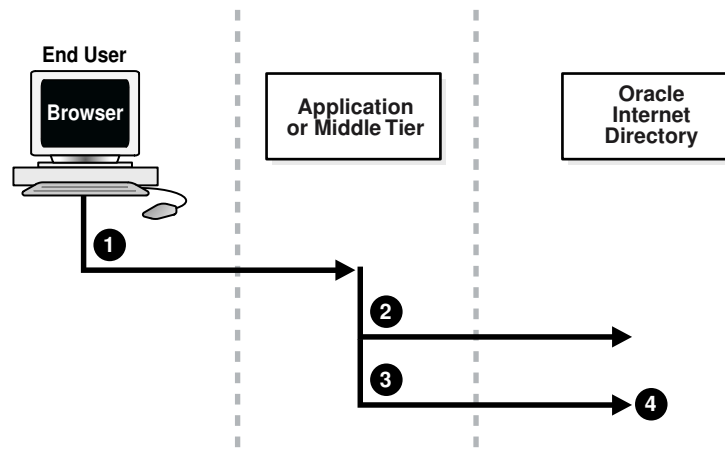 End User
Browser
Application
or Middle Tier
Oracle
Internet
Directory
1
2
3
4